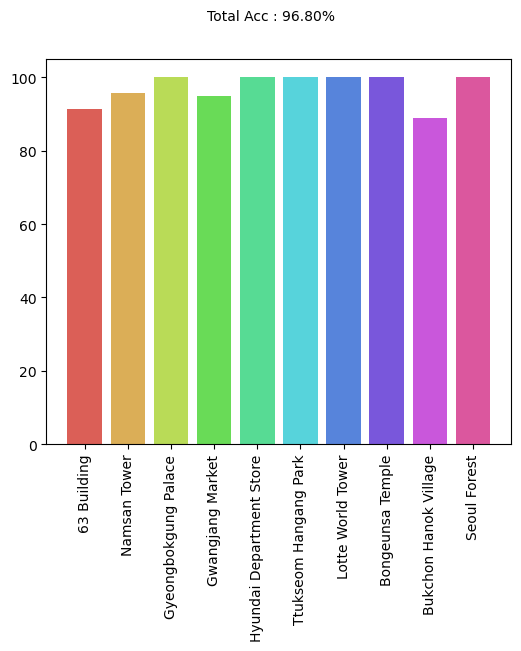 Total Acc : 96.80%
100
80
60
40
20
0
63 Building
Namsan Tower
Gyeongbokgung Palace
Gwangjang Market
Hyundai Department Store
Ttukseom Hangang Park
Lotte World Tower
Bongeunsa Temple
Bukchon Hanok Village
Seoul Forest